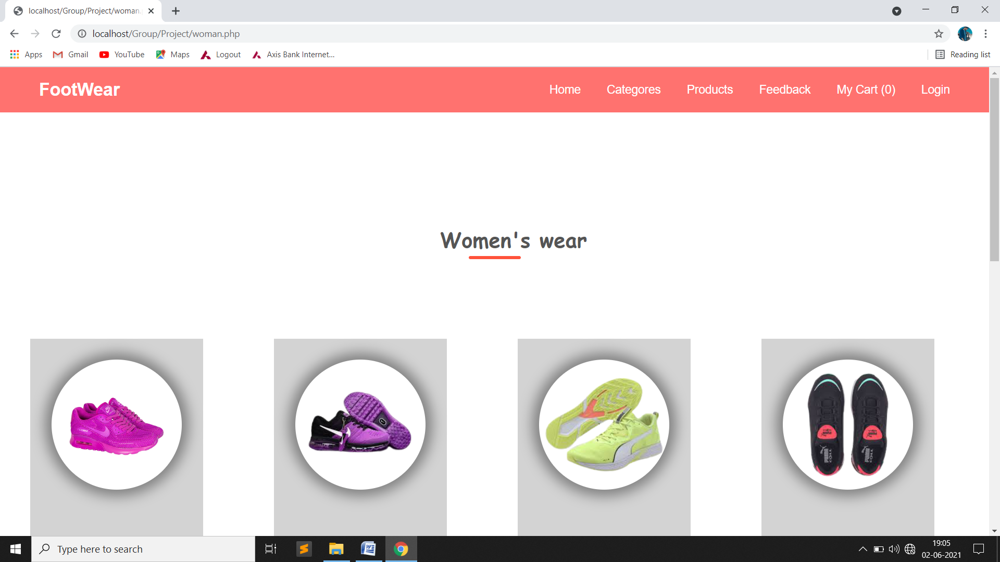 localhost/Group/Project/woman.
localhost/Group/Project/woman.php
Apps Gmail YouTube Maps Logout Axis Bank Internet... Reading list
FootWear Home Categores Products Feedback My Cart (0) Login
Women's wear
PUMA PUMA
Type here to search
19:05
02-06-2021